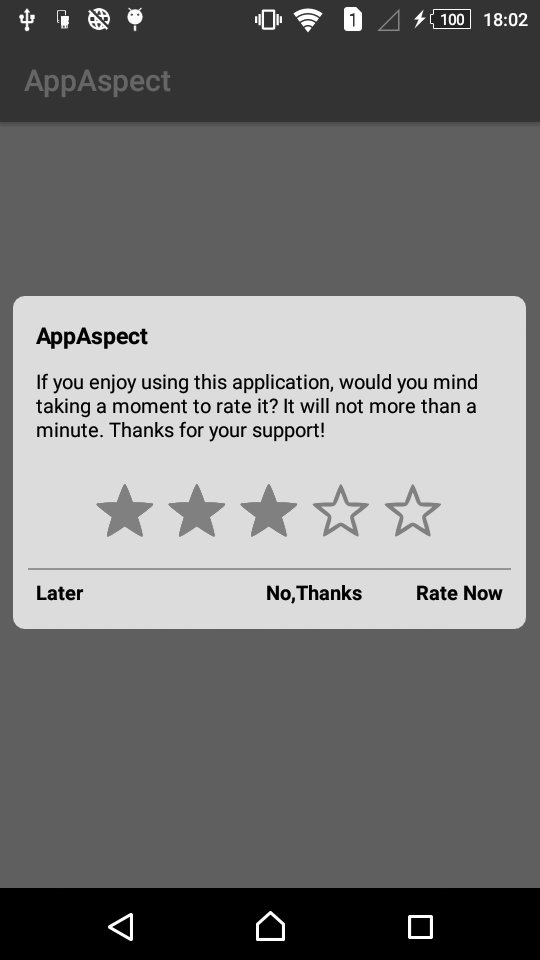 1 100 18:02
AppAspect
AppAspect
If you enjoy using this application, would you mind
taking a moment to rate it? It will not more than a
minute. Thanks for your support!
Later No,Thanks Rate Now